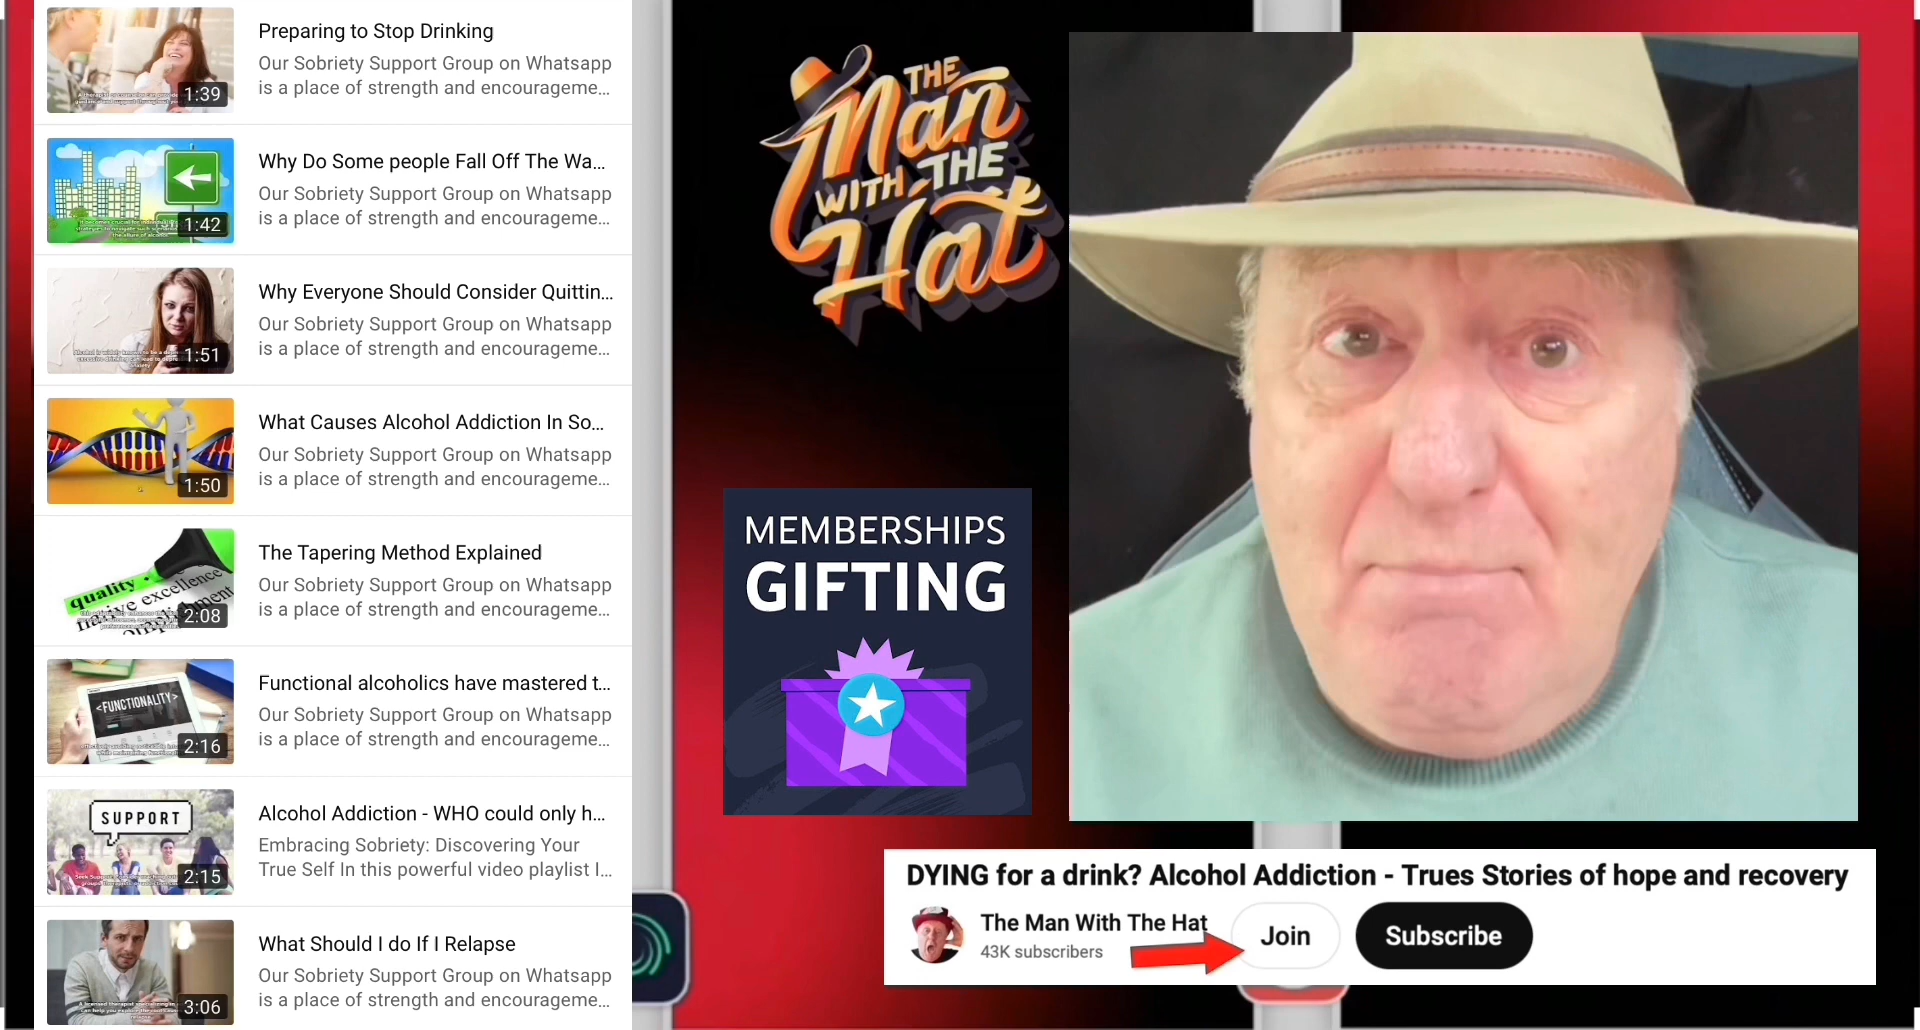 Preparing to Stop Drinking
Our Sobriety Support Group on Whatsapp
is a place of strength and encourageme...
1:39
Why Do Some people Fall Off The Wa...
Our Sobriety Support Group on Whatsapp
is a place of strength and encourageme...
1:42
Why Everyone Should Consider Quittin...
Our Sobriety Support Group on Whatsapp
is a place of strength and encourageme...
1:51
What Causes Alcohol Addiction In So...
Our Sobriety Support Group on Whatsapp
is a place of strength and encourageme...
1:50
The Tapering Method Explained
Our Sobriety Support Group on Whatsapp
is a place of strength and encourageme...
quality
excellence
2:08
Functional alcoholics have mastered t...
Our Sobriety Support Group on Whatsapp
is a place of strength and encourageme...
<FUNCTIONALITY>
2:16
Alcohol Addiction - WHO could only h...
Embracing Sobriety: Discovering Your
True Self In this powerful video playlist I...
SUPPORT
2:15
What Should I do If I Relapse
Our Sobriety Support Group on Whatsapp
is a place of strength and encourageme...
3:06
THE
Man
WITH THE
Hat
MEMBERSHIPS
GIFTING
DYING for a drink? Alcohol Addiction - Trues Stories of hope and recovery
The Man With The Hat
43K subscribers
Join
Subscribe